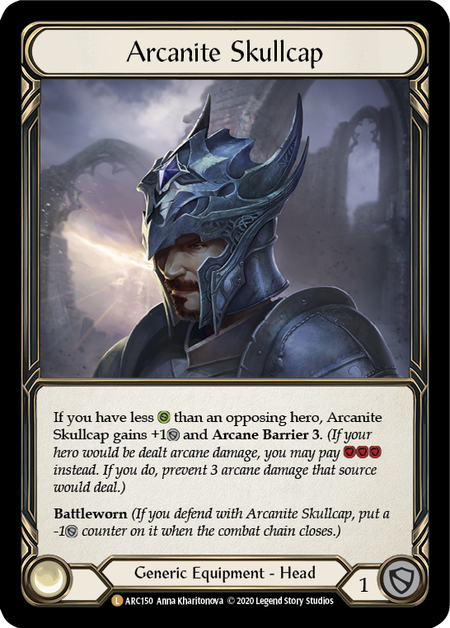 Arcanite Skullcap
If you have less than an opposing hero, Arcanite
Skullcap gains +1 and Arcane Barrier 3. (If your
hero would be dealt arcane damage, you may pay
instead. If you do, prevent 3 arcane damage that source
would deal.)
Battleworn (If you defend with Arcanite Skullcap, put a
-1 counter on it when the combat chain closes.)
Generic Equipment - Head
1
L ARC150 Anna Kharitonova © 2020 Legend Story Studios